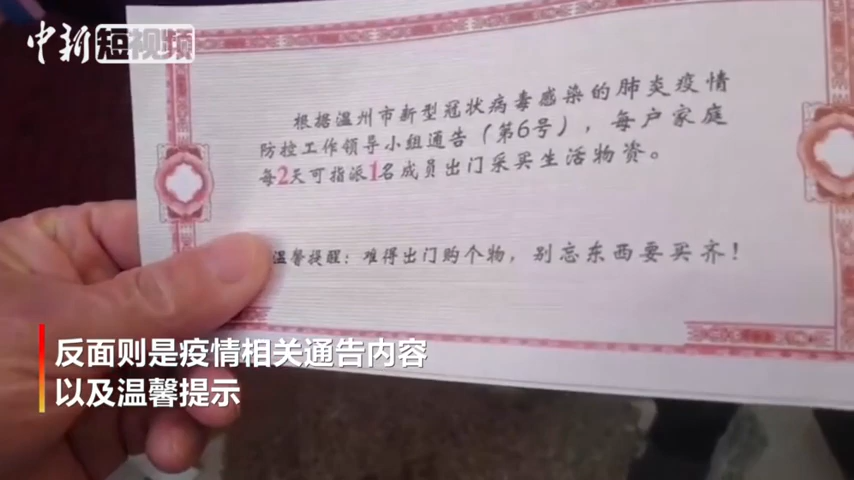 中新短视频
根据温州市新型冠状病毒感染的肺炎疫情
防控工作领导小组通告（第6号），每户家庭
每2天可指派1名成员出门采买生活物资。
温馨提醒：难得出门购个物，别忘东西要买齐！
反面则是疫情相关通告内容
以及温馨提示